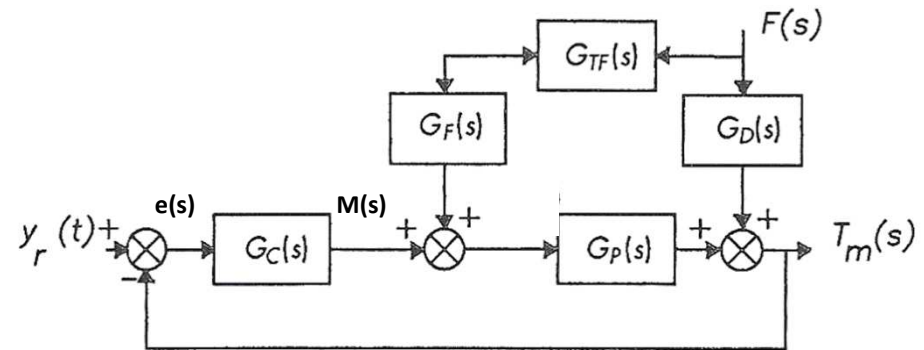 F(s)
G_TF(s)
G_F(s)
G_D(s)
e(s)
M(s)
y_r (t)
+
-
G_C(s)
+
+
G_P(s)
+
+
T_m(s)